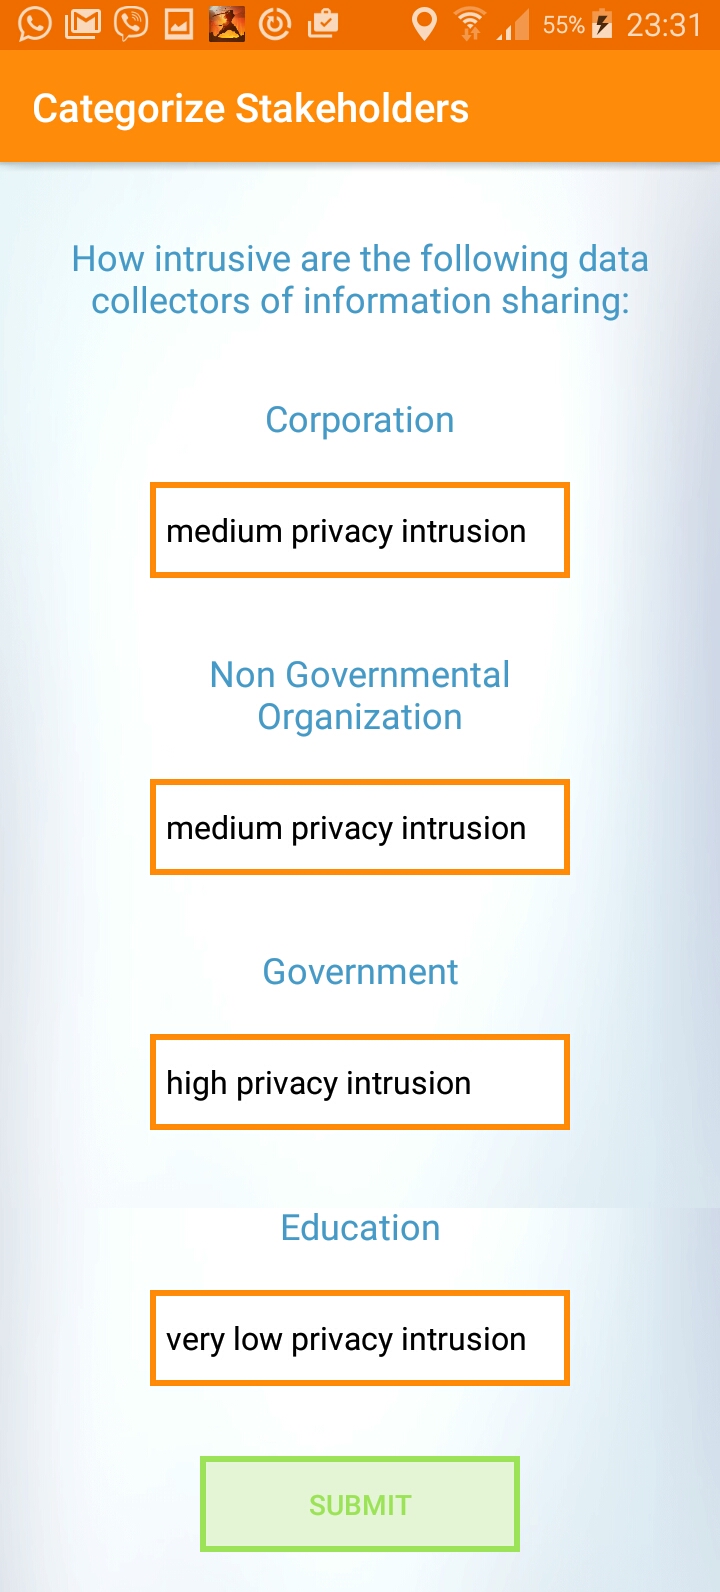 55% 23:31
Categorize Stakeholders
How intrusive are the following data
collectors of information sharing:
Corporation
medium privacy intrusion
Non Governmental
Organization
medium privacy intrusion
Government
high privacy intrusion
Education
very low privacy intrusion
SUBMIT